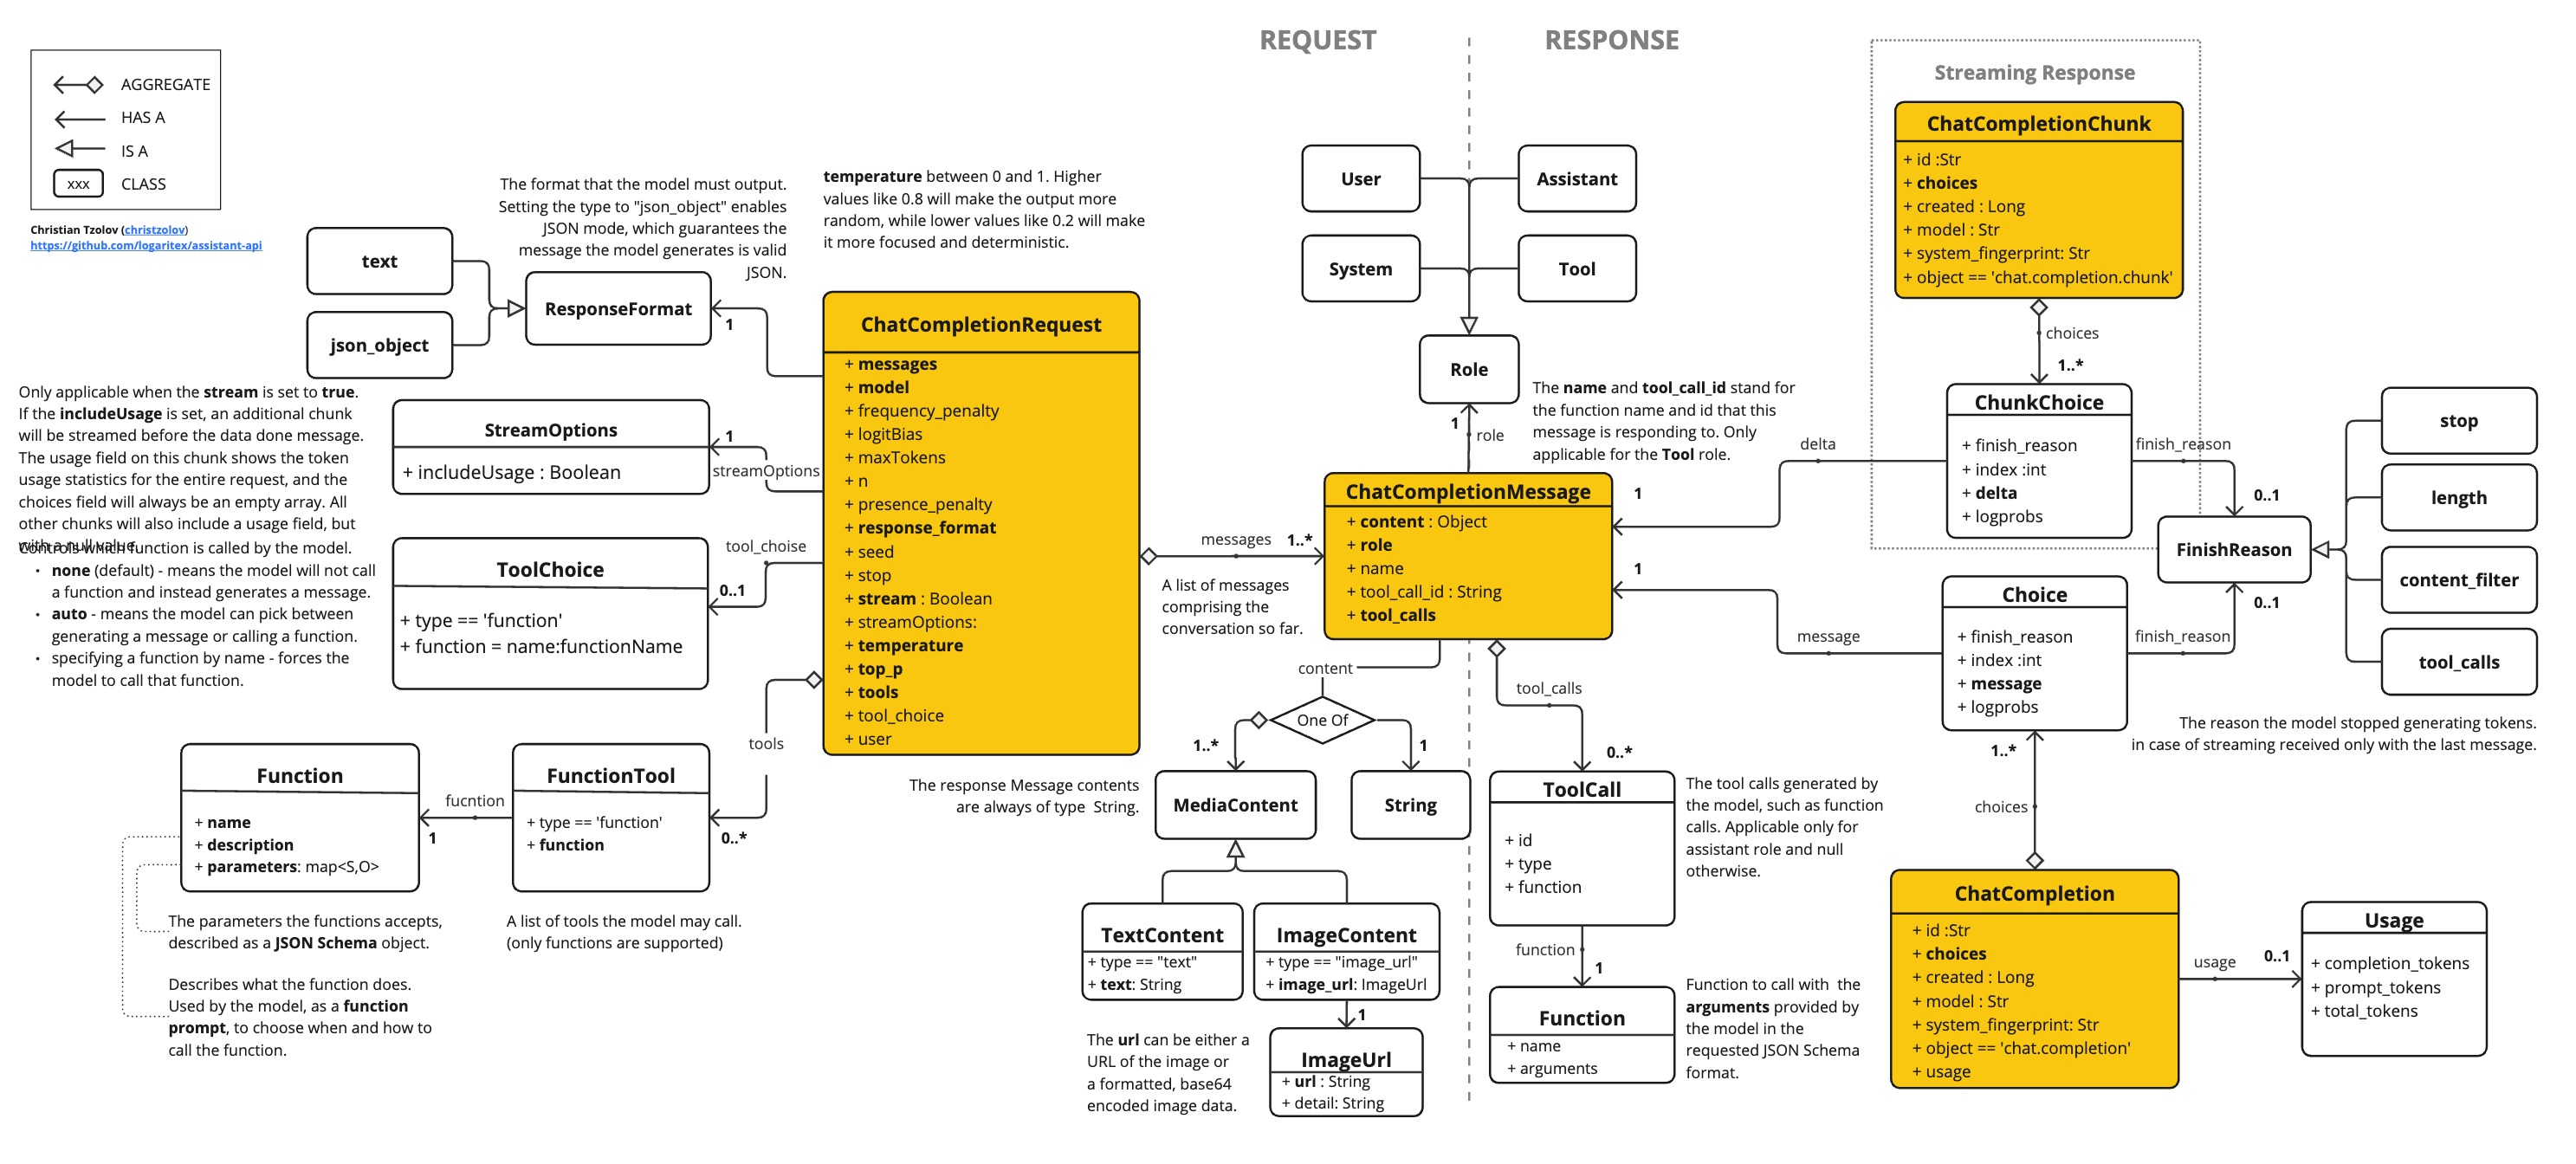 REQUEST
RESPONSE
AGGREGATE
HAS A
IS A
xxx
CLASS
Christian Tzolov (christzolov)
https://github.com/logaritex/assistant-api
The format that the model must output.
Setting the type to "json_object" enables
JSON mode, which guarantees the
message the model generates is valid
JSON.
temperature between 0 and 1. Higher
values like 0.8 will make the output more
random, while lower values like 0.2 will make
it more focused and deterministic.
text
json_object
ResponseFormat
1
Only applicable when the stream is set to true.
If the includeUsage is set, an additional chunk
will be streamed before the data done message.
The usage field on this chunk shows the token
usage statistics for the entire request, and the
choices field will always be an empty array. All
other chunks will also include a usage field, but
with a null value.
StreamOptions
+ includeUsage : Boolean
1
streamOptions
Controls which function is called by the model.
• none (default) - means the model will not call
a function and instead generates a message.
• auto - means the model can pick between
generating a message or calling a function.
• specifying a function by name - forces the
model to call that function.
ToolChoice
+ type == 'function'
+ function = name:functionName
tool_choise
0..1
ChatCompletionRequest
+ messages
+ model
+ frequency_penalty
+ logitBias
+ maxTokens
+ n
+ presence_penalty
+ response_format
+ seed
+ stop
+ stream : Boolean
+ streamOptions:
+ temperature
+ top_p
+ tools
+ tool_choice
+ user
tools
0..*
Function
+ name
+ description
+ parameters: map<S,O>
fucntion
1
FunctionTool
+ type == 'function'
+ function
The parameters the functions accepts,
described as a JSON Schema object.
Describes what the function does.
Used by the model, as a function
prompt, to choose when and how to
call the function.
A list of tools the model may call.
(only functions are supported)
User
Assistant
System
Tool
Role
1
role
The name and tool_call_id stand for
the function name and id that this
message is responding to. Only
applicable for the Tool role.
messages
1..*
A list of messages
comprising the
conversation so far.
ChatCompletionMessage
+ content : Object
+ role
+ name
+ tool_call_id : String
+ tool_calls
1
1
content
One Of
1..*
1
The response Message contents
are always of type String.
MediaContent
String
TextContent
+ type == "text"
+ text: String
ImageContent
+ type == "image_url"
+ image_url: ImageUrl
1
The url can be either a
URL of the image or
a formatted, base64
encoded image data.
ImageUrl
+ url : String
+ detail: String
tool_calls
0..*
ToolCall
+ id
+ type
+ function
The tool calls generated by
the model, such as function
calls. Applicable only for
assistant role and null
otherwise.
function
1
Function
+ name
+ arguments
Function to call with the
arguments provided by
the model in the
requested JSON Schema
format.
Streaming Response
ChatCompletionChunk
+ id :Str
+ choices
+ created : Long
+ model : Str
+ system_fingerprint: Str
+ object == 'chat.completion.chunk'
choices
1..*
ChunkChoice
+ finish_reason
+ index :int
+ delta
+ logprobs
delta
finish_reason
0..1
FinishReason
0..1
stop
length
content_filter
tool_calls
The reason the model stopped generating tokens.
in case of streaming received only with the last message.
Choice
+ finish_reason
+ index :int
+ message
+ logprobs
message
finish_reason
1..*
choices
ChatCompletion
+ id :Str
+ choices
+ created : Long
+ model : Str
+ system_fingerprint: Str
+ object == 'chat.completion'
+ usage
usage
0..1
Usage
+ completion_tokens
+ prompt_tokens
+ total_tokens